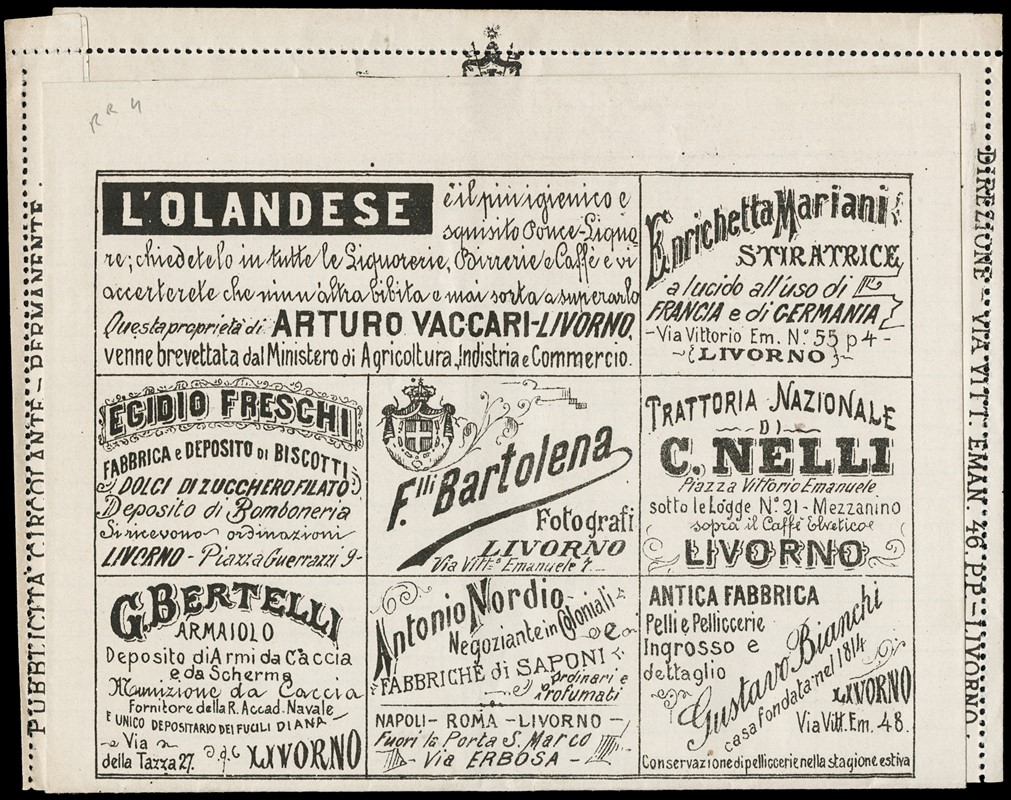 RR 4
PUBBLICITÀ CIRCOLANTE - PERMANENTE.
L'OLANDESE è il più igienico e
squisito Ponce-Liquo
re; chiedetelo in tutte le Liquorerie, Birrerie e Caffè e vi
accerterete che niun'altra bibita e mai sorta a superarlo
Questa proprietà di ARTURO VACCARI-LIVORNO,
venne brevettata dal Ministero di Agricoltura, Indistria e Commercio.
Enrichetta Mariani
STIRATRICE
a lucido all'uso di
FRANCIA e di GERMANIA
-Via Vittorio Em. N.º 55 p 4-
LIVORNO
EGIDIO FRESCHI
FABBRICA e DEPOSITO di BISCOTTI
DOLCI DI ZUCCHERO FILATO
Deposito di Bomboneria
Si ricevono ordinazioni
LIVORNO - Piazza Guerrazzi 9-
F.lli Bartolena
Fotografi
LIVORNO
Via Vitt.º Emanuele 7
TRATTORIA NAZIONALE
DI
C. NELLI
Piazza Vittorio Emanuele
sotto le Logge N.º 21 - Mezzanino
sopra il Caffè Elvetico
LIVORNO
G. BERTELLI
ARMAIOLO
Deposito di Armi da Caccia
e da Scherma
Munizione da Caccia
Fornitore della R. Accad. Navale
E UNICO DEPOSITARIO DEI FUCILI DIANA
Via
della Tazza 27. LIVORNO
Antonio Nordio
Negoziante in Coloniali
e
FABBRICHE di SAPONI
ordinari e
profumati
NAPOLI - ROMA - LIVORNO -
Fuori la Porta S. Marco
- Via ERBOSA -
ANTICA FABBRICA
Pelli e Pelliccerie
Ingrosso e
dettaglio
Gustavo Bianchi
casa fondata nel 1814
LIVORNO
Via Vitt. Em. 48.
Conservazione di pelliccerie nella stagione estiva
DIREZIONE - VIA VITT. EMAN. 46 P.P. - LIVORNO.